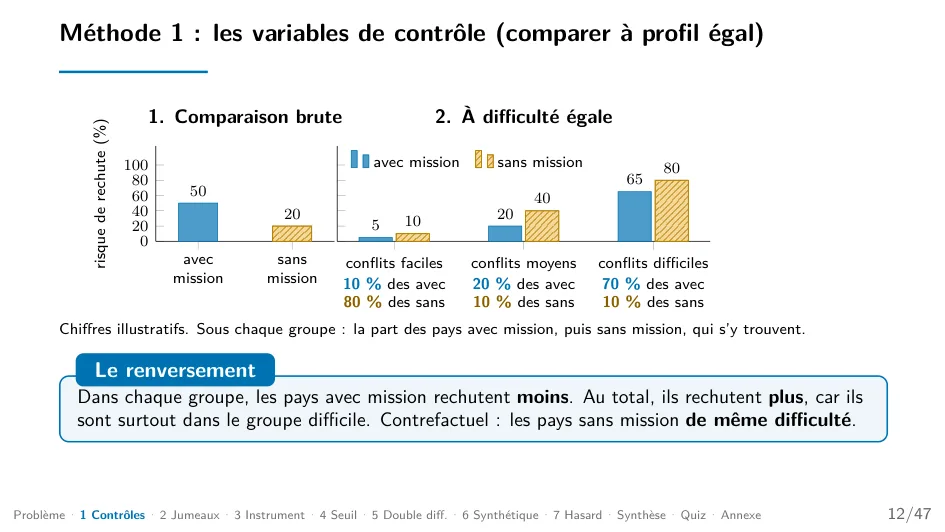 Méthode 1 : les variables de contrôle (comparer à profil égal)
1. Comparaison brute
2. À difficulté égale
risque de rechute (%)
100
80
60
40
20
0
50
20
avec mission
sans mission
avec mission
sans mission
5
10
20
40
65
80
conflits faciles
10 % des avec
80 % des sans
conflits moyens
20 % des avec
10 % des sans
conflits difficiles
70 % des avec
10 % des sans
Chiffres illustratifs. Sous chaque groupe : la part des pays avec mission, puis sans mission, qui s'y trouvent.
Le renversement
Dans chaque groupe, les pays avec mission rechutent moins. Au total, ils rechutent plus, car ils
sont surtout dans le groupe difficile. Contrefactuel : les pays sans mission de même difficulté.
Problème · 1 Contrôles · 2 Jumeaux · 3 Instrument · 4 Seuil · 5 Double diff. · 6 Synthétique · 7 Hasard · Synthèse · Quiz · Annexe
12/47